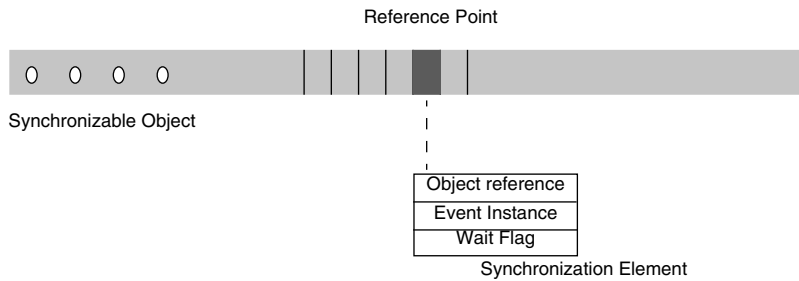 Reference Point
Synchronizable Object
Object reference
Event Instance
Wait Flag
Synchronization Element